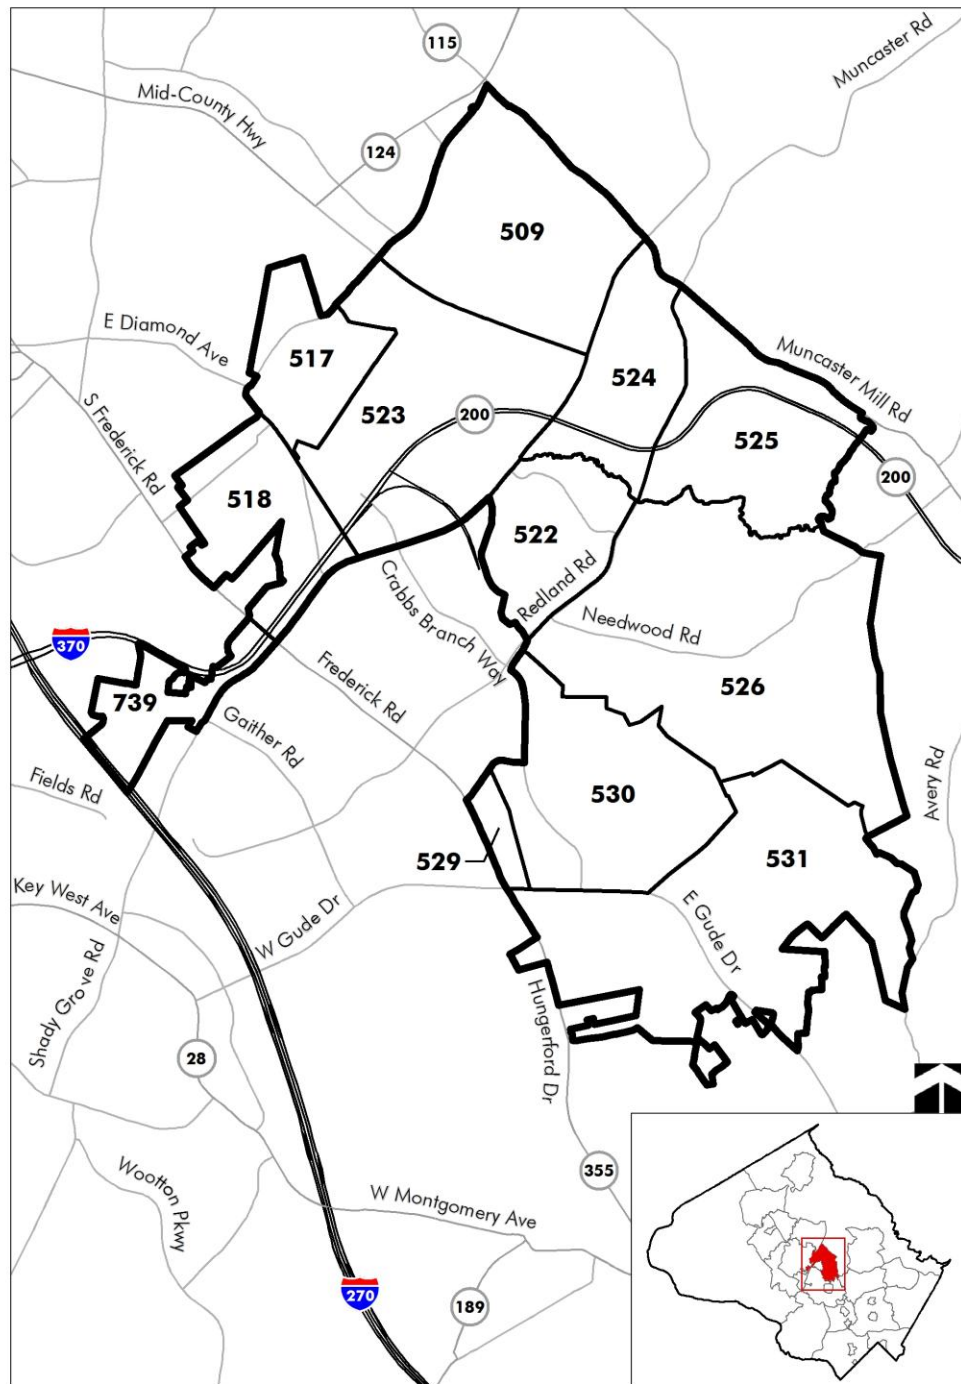 115
Muncaster Rd
Mid-County Hwy
124
509
E Diamond Ave
517
Muncaster Mill Rd
524
S Frederick Rd
523
200
525
200
518
522
Crabbs Branch Way
Redland Rd
Needwood Rd
370
Frederick Rd
526
739
Gaither Rd
Fields Rd
530
Avery Rd
529
531
Key West Ave
W Gude Dr
E Gude Dr
Shady Grove Rd
Hungerford Dr
28
355
Wootton Pkwy
W Montgomery Ave
270
189